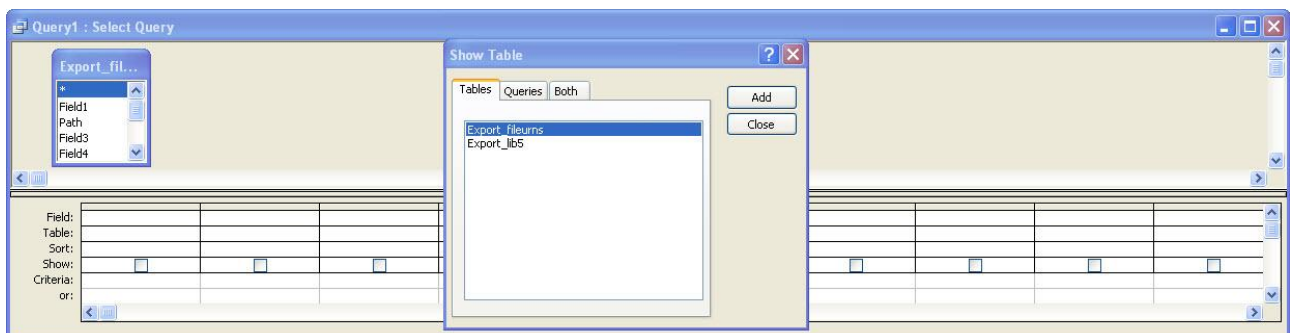 Query1 : Select Query
Export_fil...
*
Field1
Path
Field3
Field4
Show Table
Tables Queries Both
Export_fileurns
Export_lib5
Add
Close
Field:
Table:
Sort:
Show:
Criteria:
or: